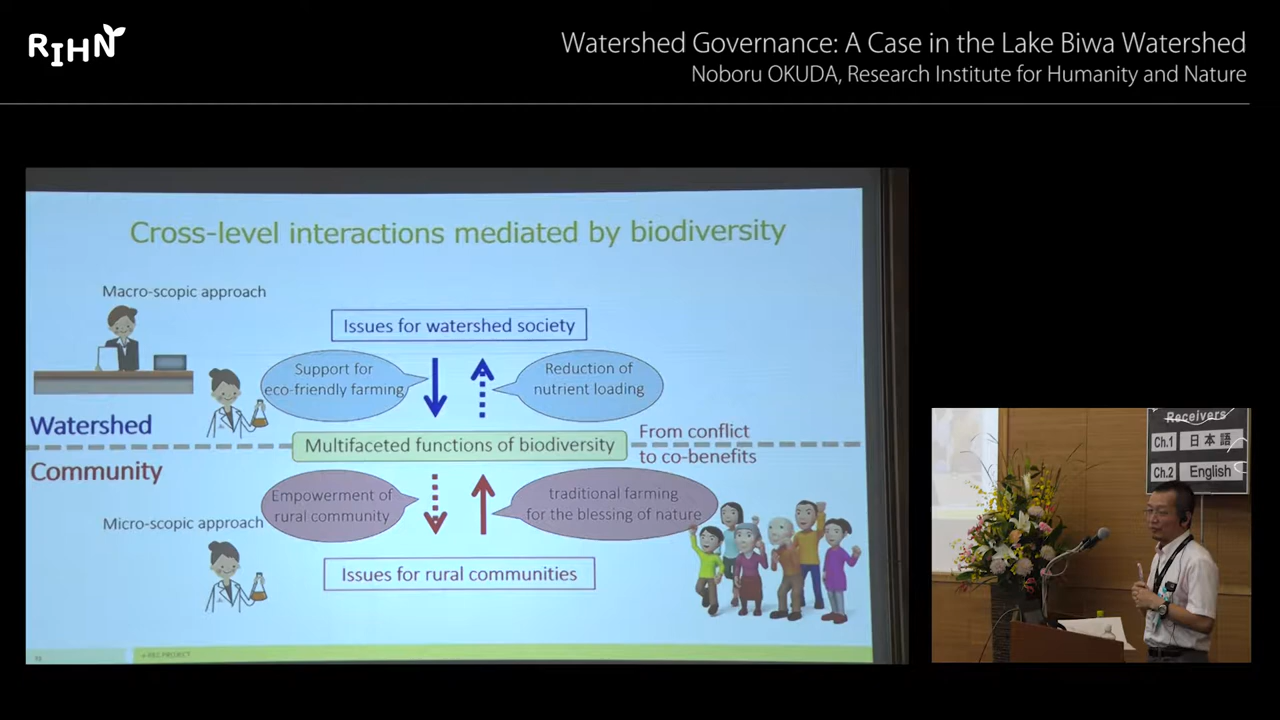 RIHN
Watershed Governance: A Case in the Lake Biwa Watershed
Noboru OKUDA, Research Institute for Humanity and Nature
Cross-level interactions mediated by biodiversity
Macro-scopic approach
Issues for watershed society
Support for
eco-friendly farming
Reduction of
nutrient loading
Watershed
Multifaceted functions of biodiversity
From conflict
to co-benefits
Community
Empowerment of
rural community
traditional farming
for the blessing of nature
Micro-scopic approach
Issues for rural communities
Receivers
Ch.1 日本語
Ch.2 English